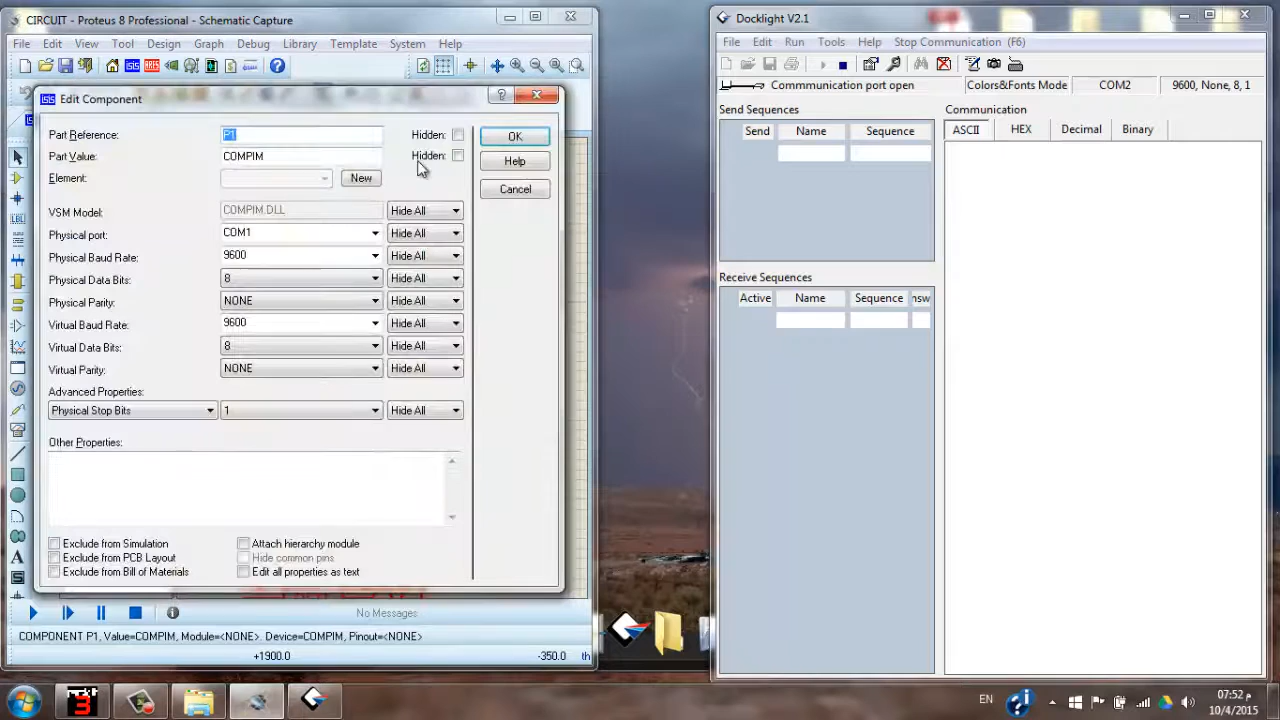 CIRCUIT - Proteus 8 Professional - Schematic Capture
File Edit View Tool Design Graph Debug Library Template System Help
Edit Component
Part Reference: P1 Hidden:
Part Value: COMPIM Hidden:
Element: New
VSM Model: COMPIM.DLL Hide All
Physical port: COM1 Hide All
Physical Baud Rate: 9600 Hide All
Physical Data Bits: 8 Hide All
Physical Parity: NONE Hide All
Virtual Baud Rate: 9600 Hide All
Virtual Data Bits: 8 Hide All
Virtual Parity: NONE Hide All
Advanced Properties:
Physical Stop Bits 1 Hide All
Other Properties:
Exclude from Simulation Attach hierarchy module
Exclude from PCB Layout Hide common pins
Exclude from Bill of Materials Edit all properties as text
OK
Help
Cancel
No Messages
COMPONENT P1, Value=COMPIM, Module=<NONE>. Device=COMPIM, Pinout=<NONE>
+1900.0 -350.0 th
Docklight V2.1
File Edit Run Tools Help Stop Communication (F6)
Commmunication port open Colors&Fonts Mode COM2 9600, None, 8, 1
Send Sequences
Send Name Sequence
Receive Sequences
Active Name Sequence nsw
Communication
ASCII HEX Decimal Binary
EN
07:52 م
10/4/2015